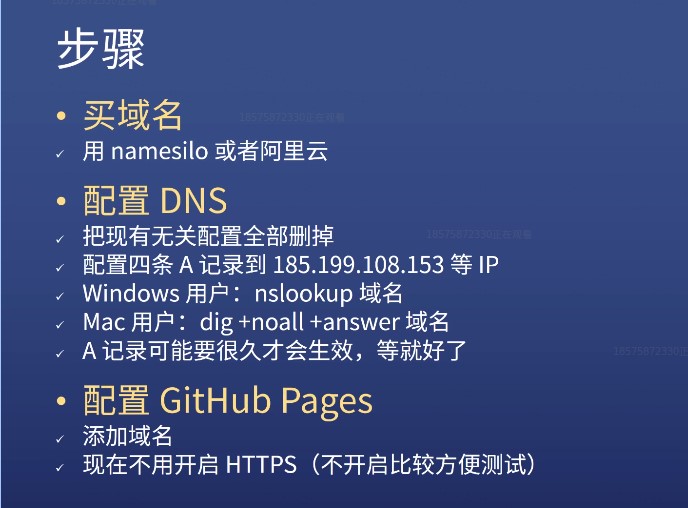 步骤
• 买域名
✓ 用 namesilo 或者阿里云
• 配置 DNS
✓ 把现有无关配置全部删掉
✓ 配置四条 A 记录到 185.199.108.153 等 IP
✓ Windows 用户：nslookup 域名
✓ Mac 用户：dig +noall +answer 域名
✓ A 记录可能要很久才会生效，等就好了
• 配置 GitHub Pages
✓ 添加域名
✓ 现在不用开启 HTTPS（不开启比较方便测试）